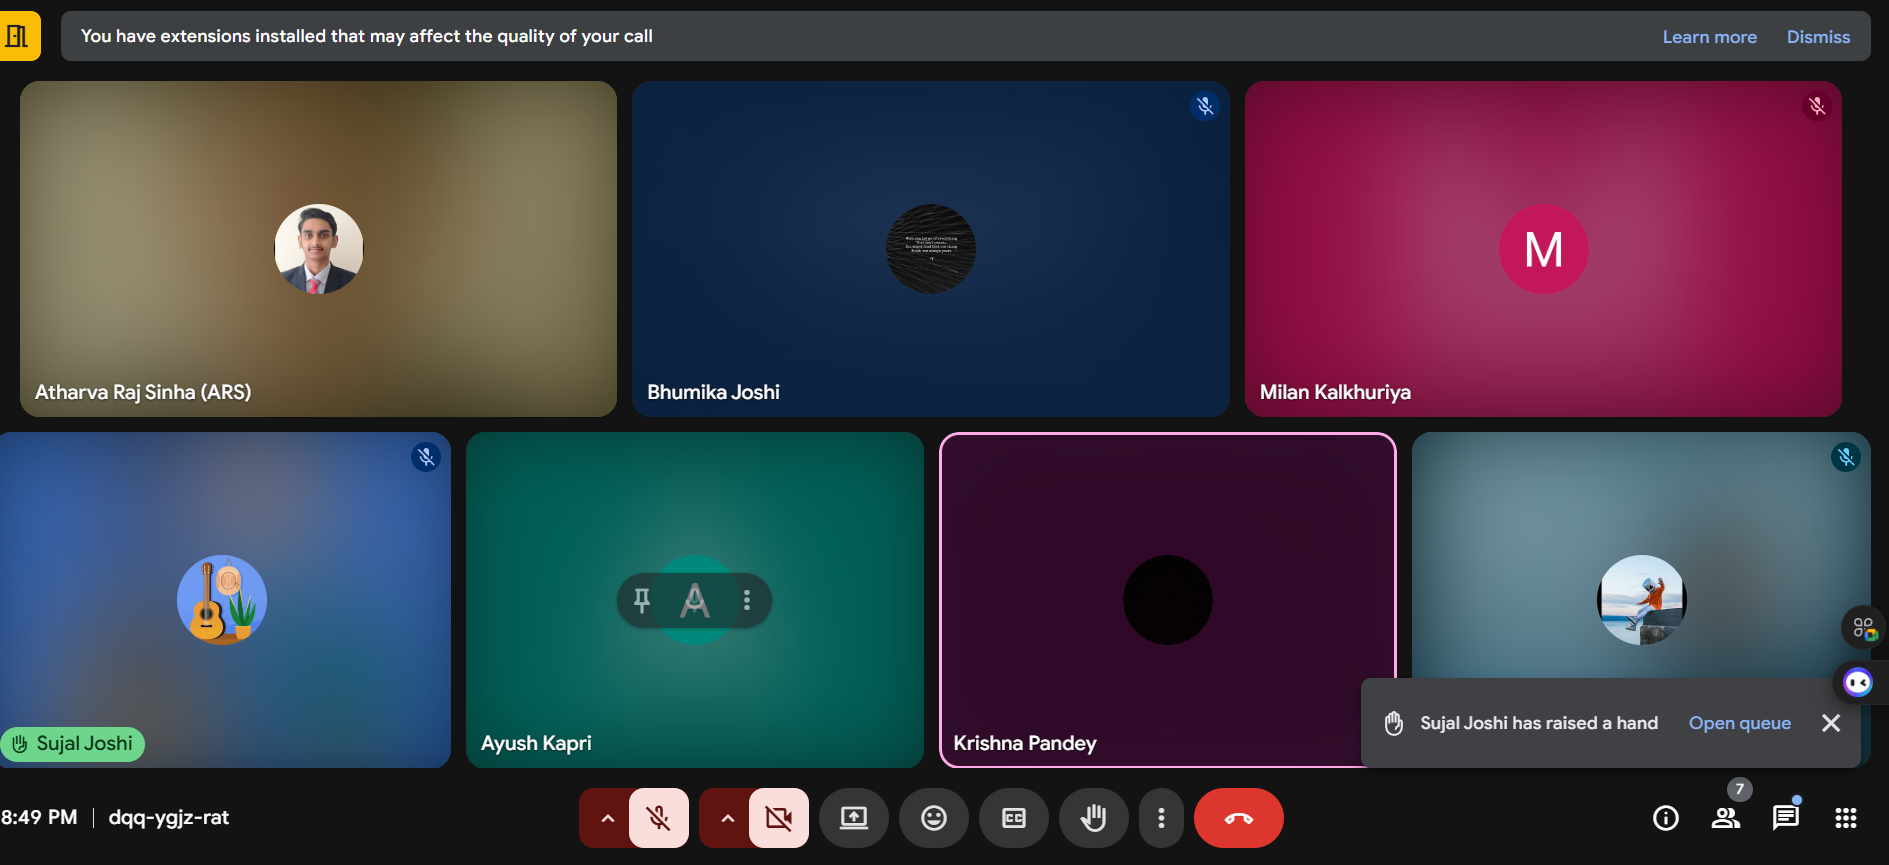 You have extensions installed that may affect the quality of your call
Learn more
Dismiss
M
Atharva Raj Sinha (ARS)
Bhumika Joshi
Milan Kalkhuriya
A
Sujal Joshi
Ayush Kapri
Krishna Pandey
Sujal Joshi has raised a hand
Open queue
8:49 PM
dqq-ygjz-rat
CC
7